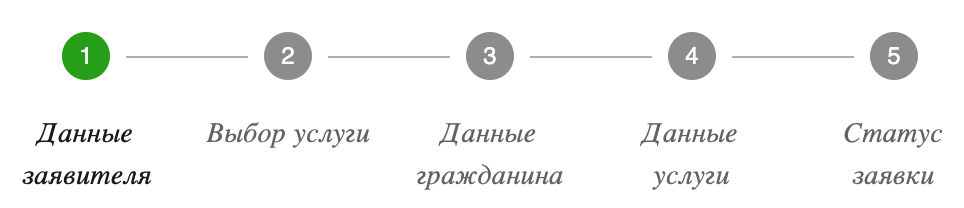 1 2 3 4 5
Данные Выбор услуги Данные Данные Статус
заявителя гражданина услуги заявки